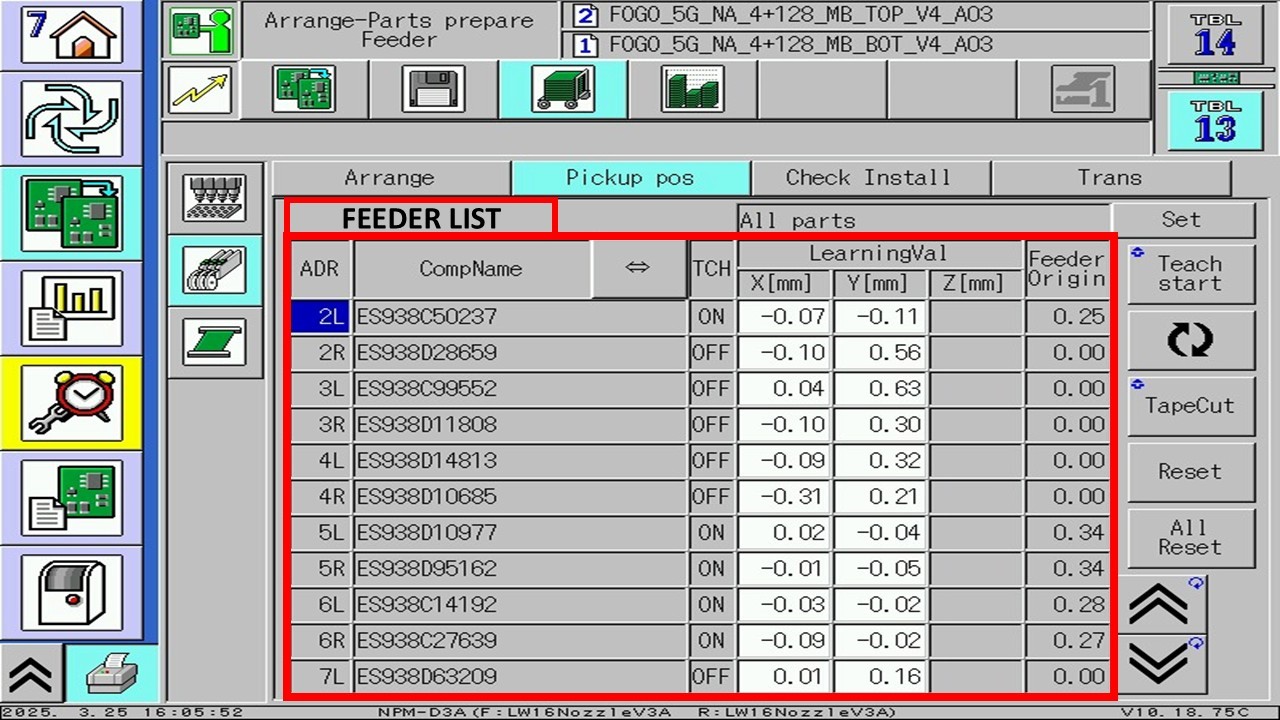 7
Arrange-Parts prepare
Feeder
2 FOGO_5G_NA_4+128_MB_TOP_V4_A03
1 FOGO_5G_NA_4+128_MB_BOT_V4_A03
TBL
14
TBL
13
1
Arrange Pickup pos Check Install Trans
FEEDER LIST All parts Set
ADR CompName ⇔ TCH LearningVal Feeder Origin
X[mm] Y[mm] Z[mm]
2L ES938C50237 ON -0.07 -0.11 0.25
2R ES938D28659 OFF -0.10 0.56 0.00
3L ES938C99552 OFF 0.04 0.63 0.00
3R ES938D11808 OFF -0.10 0.30 0.00
4L ES938D14813 OFF -0.09 0.32 0.00
4R ES938D10685 OFF -0.31 0.21 0.00
5L ES938D10977 ON 0.02 -0.04 0.34
5R ES938D95162 ON -0.01 -0.05 0.34
6L ES938C14192 ON -0.03 -0.02 0.28
6R ES938C27639 ON -0.09 -0.02 0.27
7L ES938D63209 OFF 0.01 0.16 0.00
Teach
start
TapeCut
Reset
All
Reset
2025. 3.25 16:05:52 NPM-D3A(F:LW16NozzleV3A R:LW16NozzleV3A) V10.18.75C